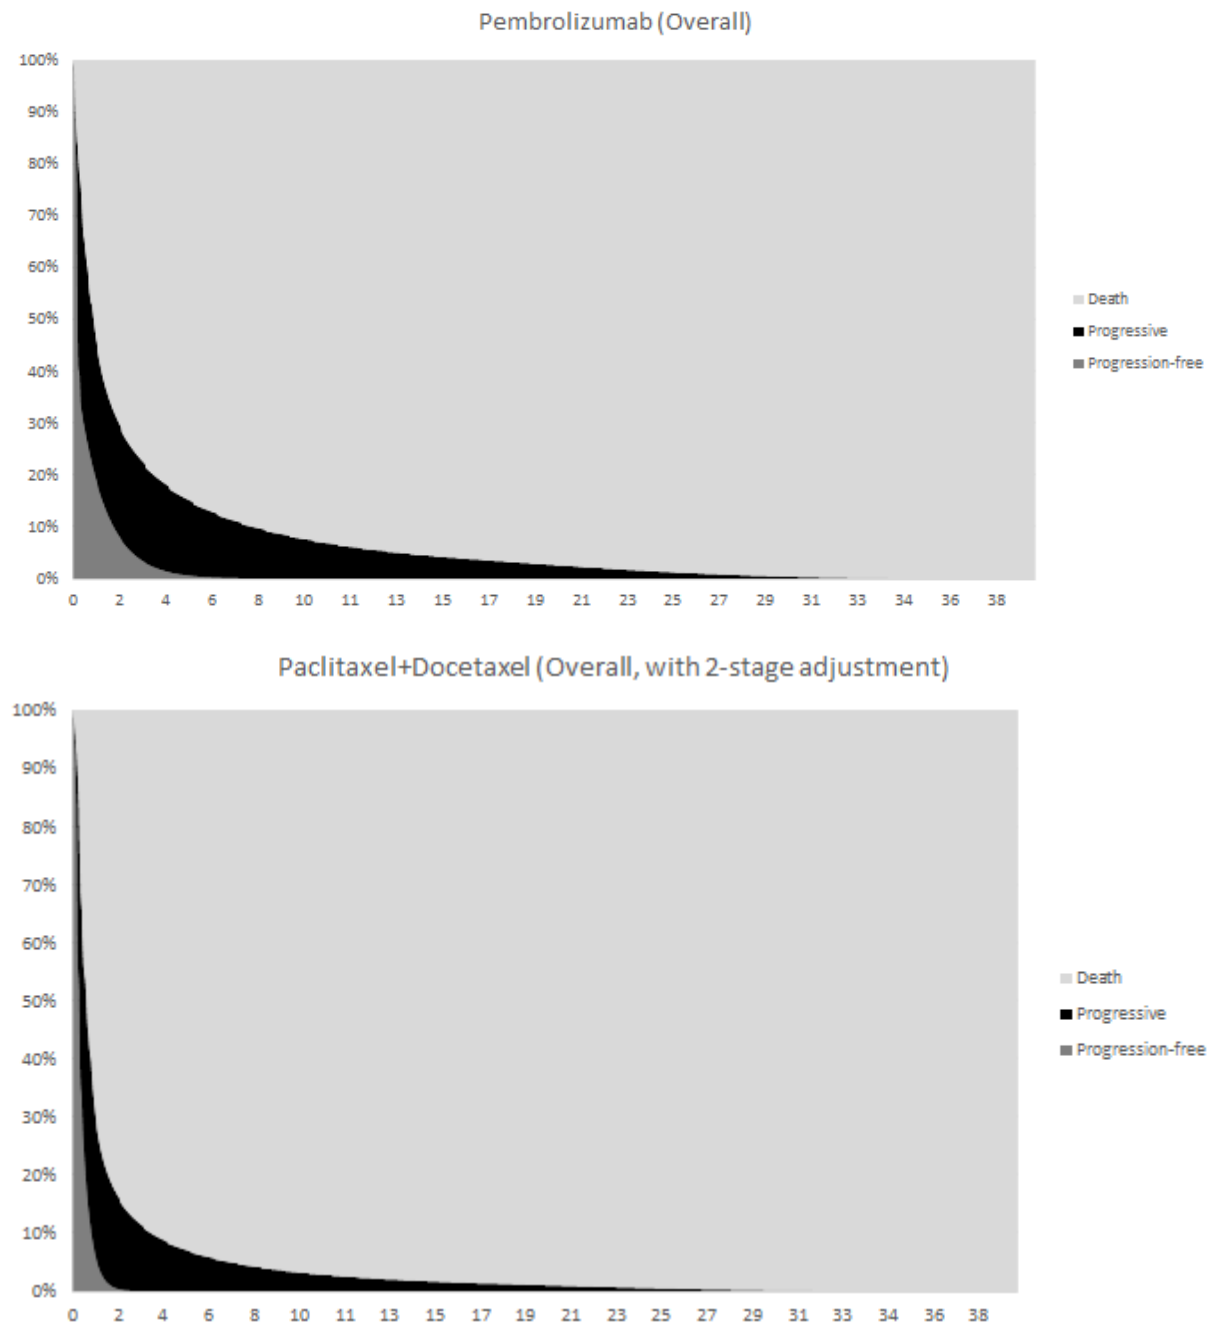 Pembrolizumab (Overall)
100%
90%
80%
70%
60%
50%
40%
30%
20%
10%
0%
0 2 4 6 8 10 11 13 15 17 19 21 23 25 27 29 31 33 34 36 38
Death
Progressive
Progression-free
Paclitaxel+Docetaxel (Overall, with 2-stage adjustment)
100%
90%
80%
70%
60%
50%
40%
30%
20%
10%
0%
0 2 4 6 8 10 11 13 15 17 19 21 23 25 27 29 31 33 34 36 38
Death
Progressive
Progression-free